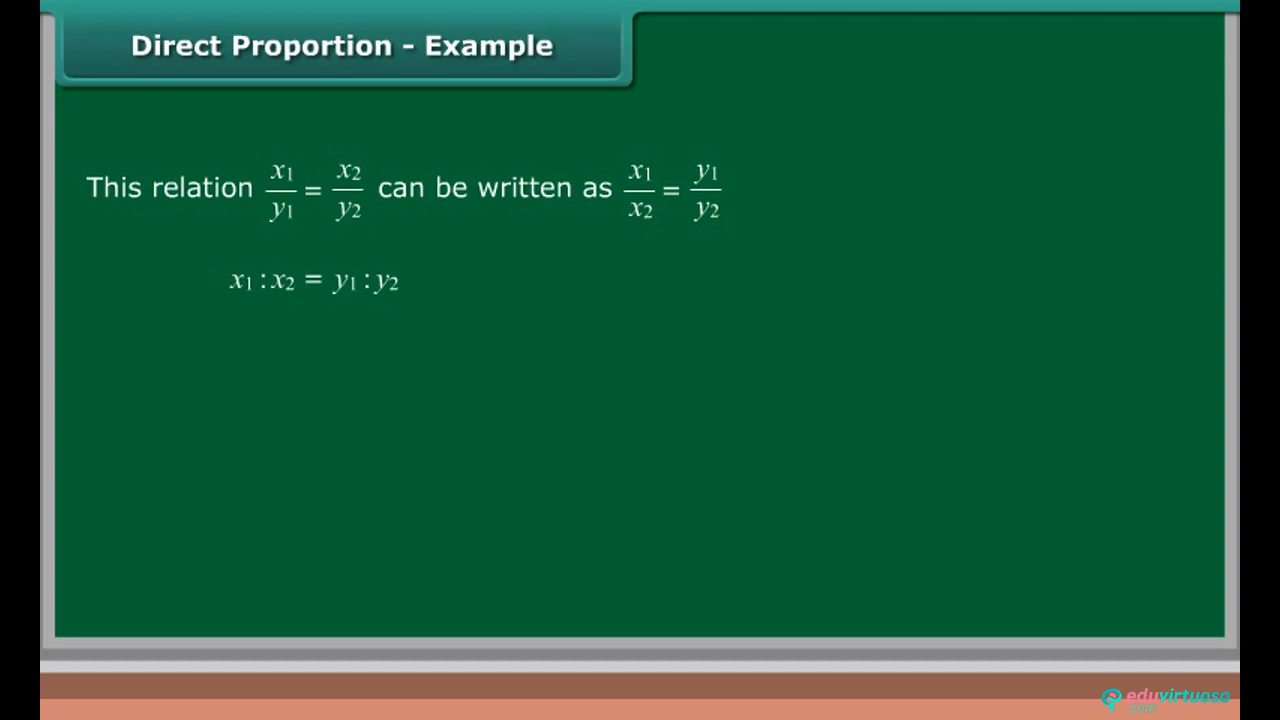 Direct Proportion - Example
This relation x1/y1 = x2/y2 can be written as x1/x2 = y1/y2
x1 : x2 = y1 : y2
eduvirtuoso
.com